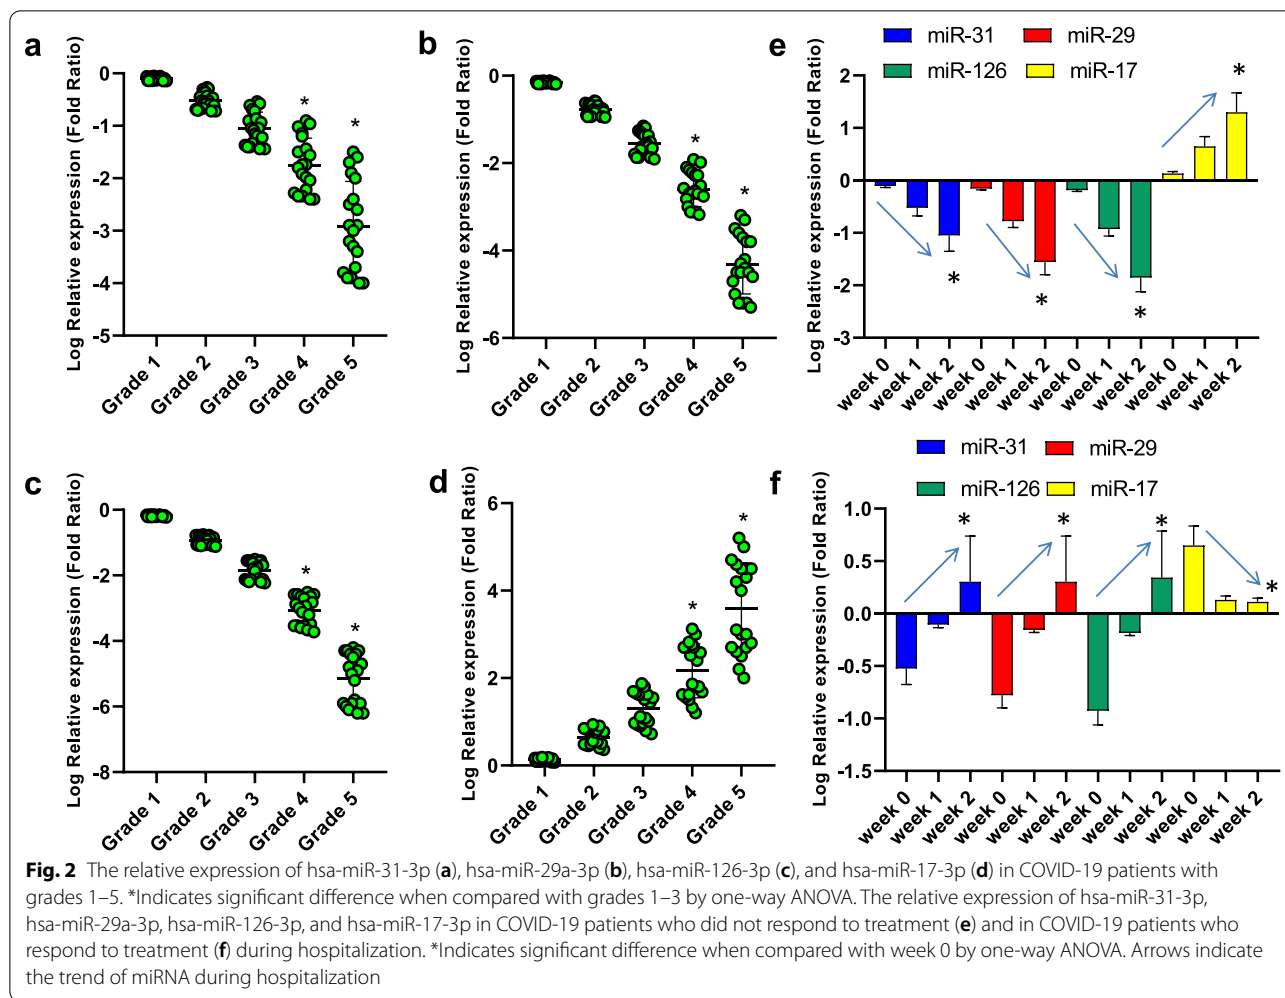 a
Log Relative expression (Fold Ratio)
0
-1
-2
-3
-4
-5
*
*
Grade 1
Grade 2
Grade 3
Grade 4
Grade 5
b
Log Relative expression (Fold Ratio)
0
-2
-4
-6
*
*
Grade 1
Grade 2
Grade 3
Grade 4
Grade 5
e
miR-31
miR-29
miR-126
miR-17
Log Relative expression (Fold Ratio)
2
1
0
-1
-2
-3
*
*
*
*
week 0
week 1
week 2
week 0
week 1
week 2
week 0
week 1
week 2
week 0
week 1
week 2
c
Log Relative expression (Fold Ratio)
0
-2
-4
-6
-8
*
*
Grade 1
Grade 2
Grade 3
Grade 4
Grade 5
d
Log Relative expression (Fold Ratio)
6
4
2
0
*
*
Grade 1
Grade 2
Grade 3
Grade 4
Grade 5
f
miR-31
miR-29
miR-126
miR-17
Log Relative expression (Fold Ratio)
1.0
0.5
0.0
-0.5
-1.0
-1.5
*
*
*
*
week 0
week 1
week 2
week 0
week 1
week 2
week 0
week 1
week 2
week 0
week 1
week 2
Fig. 2 The relative expression of hsa-miR-31-3p (a), hsa-miR-29a-3p (b), hsa-miR-126-3p (c), and hsa-miR-17-3p (d) in COVID-19 patients with
grades 1–5. *Indicates significant difference when compared with grades 1–3 by one-way ANOVA. The relative expression of hsa-miR-31-3p,
hsa-miR-29a-3p, hsa-miR-126-3p, and hsa-miR-17-3p in COVID-19 patients who did not respond to treatment (e) and in COVID-19 patients who
respond to treatment (f) during hospitalization. *Indicates significant difference when compared with week 0 by one-way ANOVA. Arrows indicate
the trend of miRNA during hospitalization